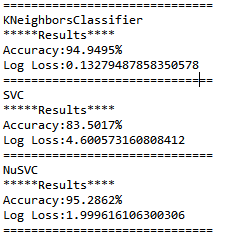 ==============================
KNeighborsClassifier
*****Results****
Accuracy:94.9495%
Log Loss:0.13279487858350578
==============================
SVC
*****Results****
Accuracy:83.5017%
Log Loss:4.600573160808412
==============================
NuSVC
*****Results****
Accuracy:95.2862%
Log Loss:1.999616106300306
==============================